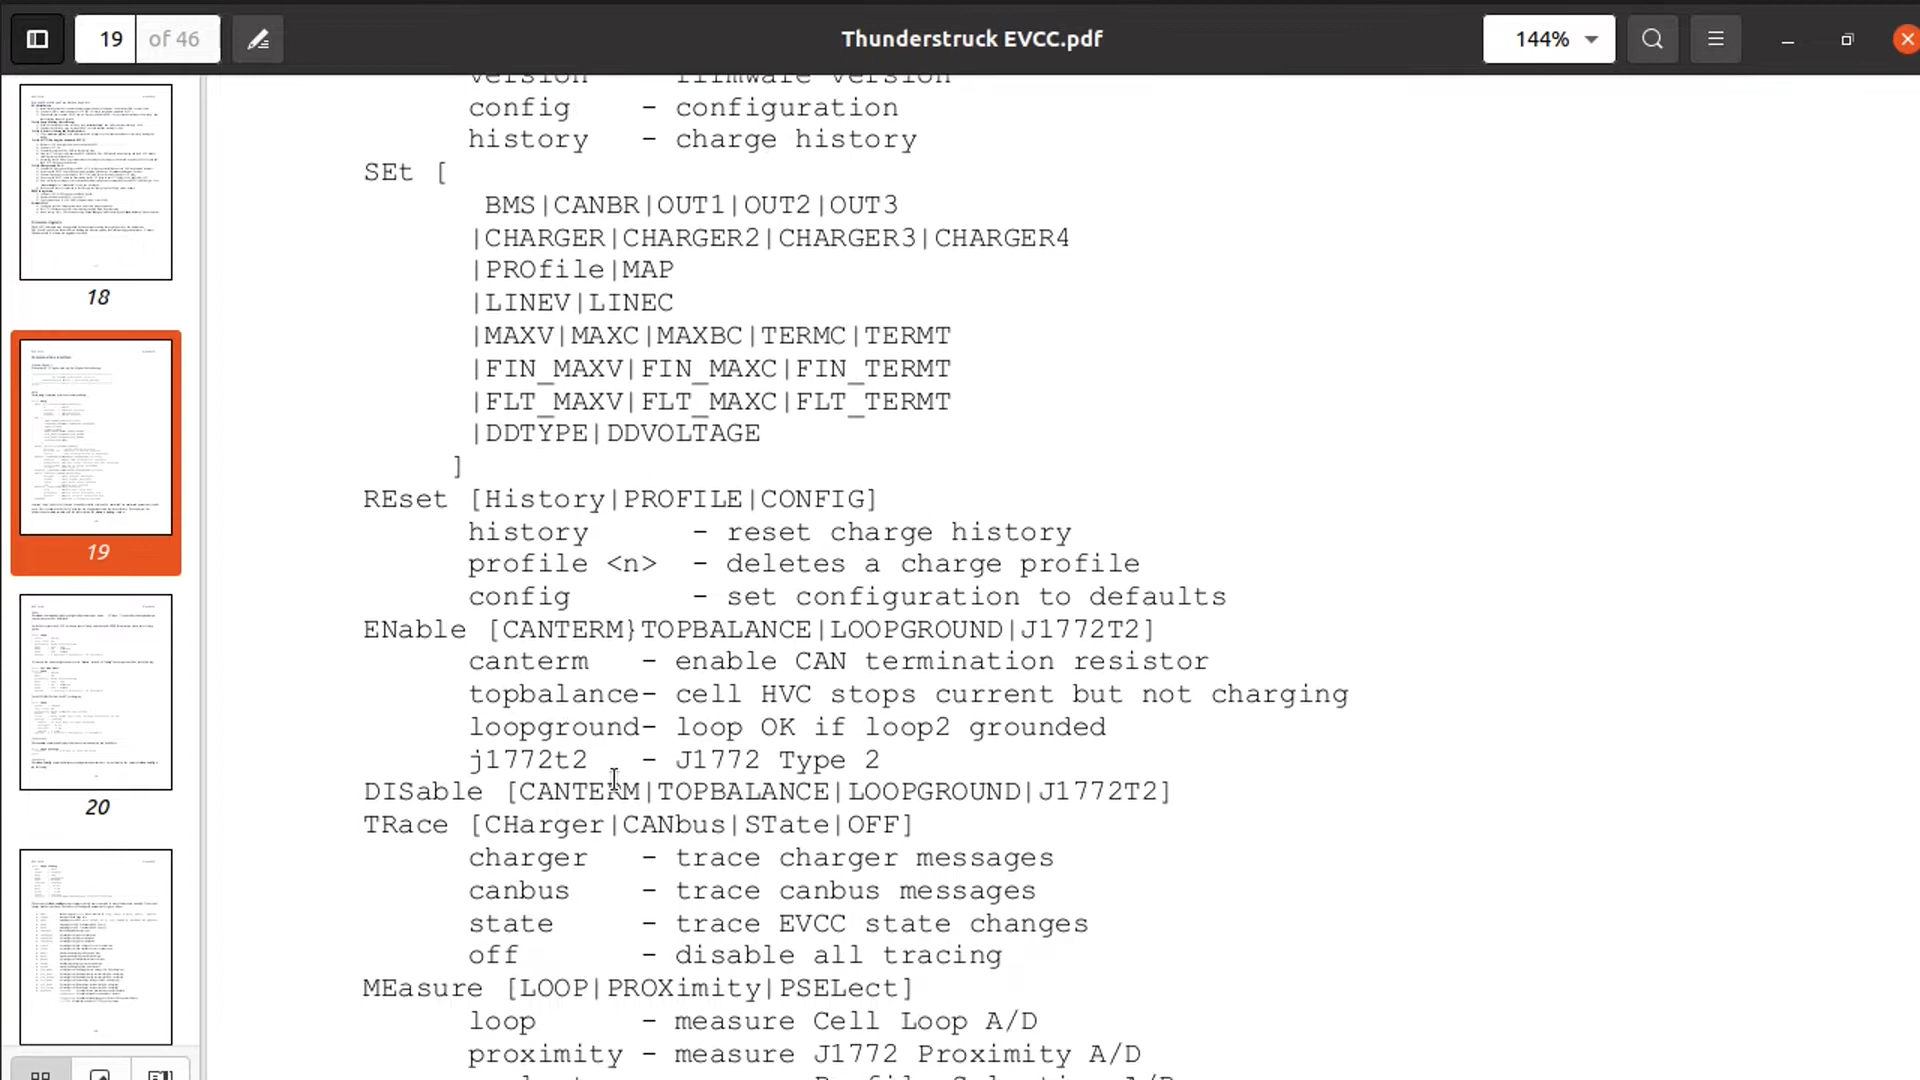 19 of 46
Thunderstruck EVCC.pdf
144%
18
19
20
version - firmware version
config - configuration
history - charge history
SEt [
BMS|CANBR|OUT1|OUT2|OUT3
|CHARGER|CHARGER2|CHARGER3|CHARGER4
|PROfile|MAP
|LINEV|LINEC
|MAXV|MAXC|MAXBC|TERMC|TERMT
|FIN_MAXV|FIN_MAXC|FIN_TERMT
|FLT_MAXV|FLT_MAXC|FLT_TERMT
|DDTYPE|DDVOLTAGE
]
REset [History|PROFILE|CONFIG]
history - reset charge history
profile <n> - deletes a charge profile
config - set configuration to defaults
ENable [CANTERM}TOPBALANCE|LOOPGROUND|J1772T2]
canterm - enable CAN termination resistor
topbalance- cell HVC stops current but not charging
loopground- loop OK if loop2 grounded
j1772t2 - J1772 Type 2
DISable [CANTERM|TOPBALANCE|LOOPGROUND|J1772T2]
TRace [CHarger|CANbus|STate|OFF]
charger - trace charger messages
canbus - trace canbus messages
state - trace EVCC state changes
off - disable all tracing
MEasure [LOOP|PROXimity|PSELect]
loop - measure Cell Loop A/D
proximity - measure J1772 Proximity A/D